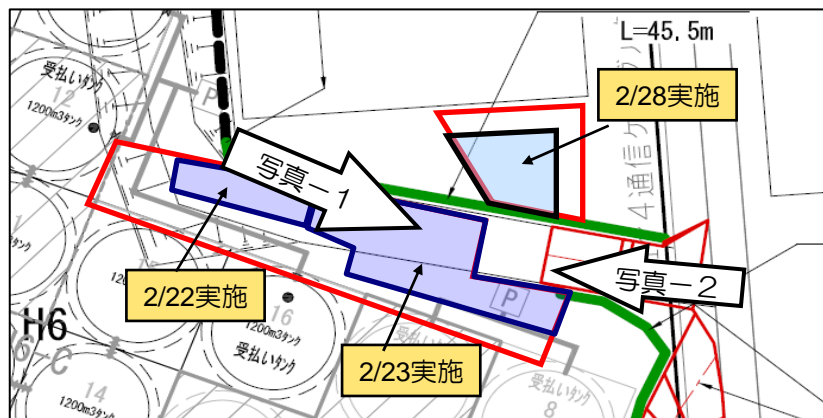 L=45.5m
受払いタンク
12
1200m3タンク
P
2/28実施
写真－1
4通信ケ
2/22実施
写真－2
P
H6
6-C
16
1200m3タンク
受払いタンク
2/23実施
14
1200m3タンク
受払いタンク
8